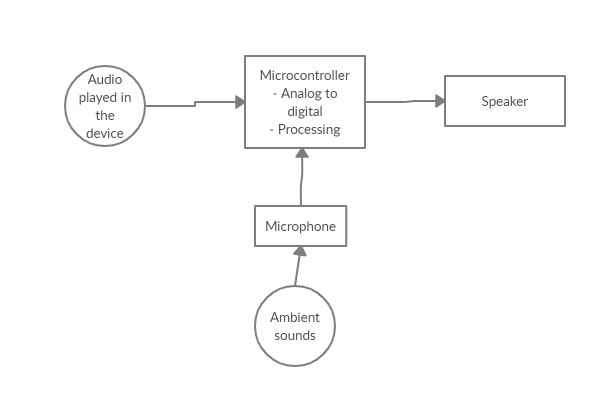 Audio
played in
the
device
Microcontroller
- Analog to
digital
- Processing
Speaker
Microphone
Ambient
sounds